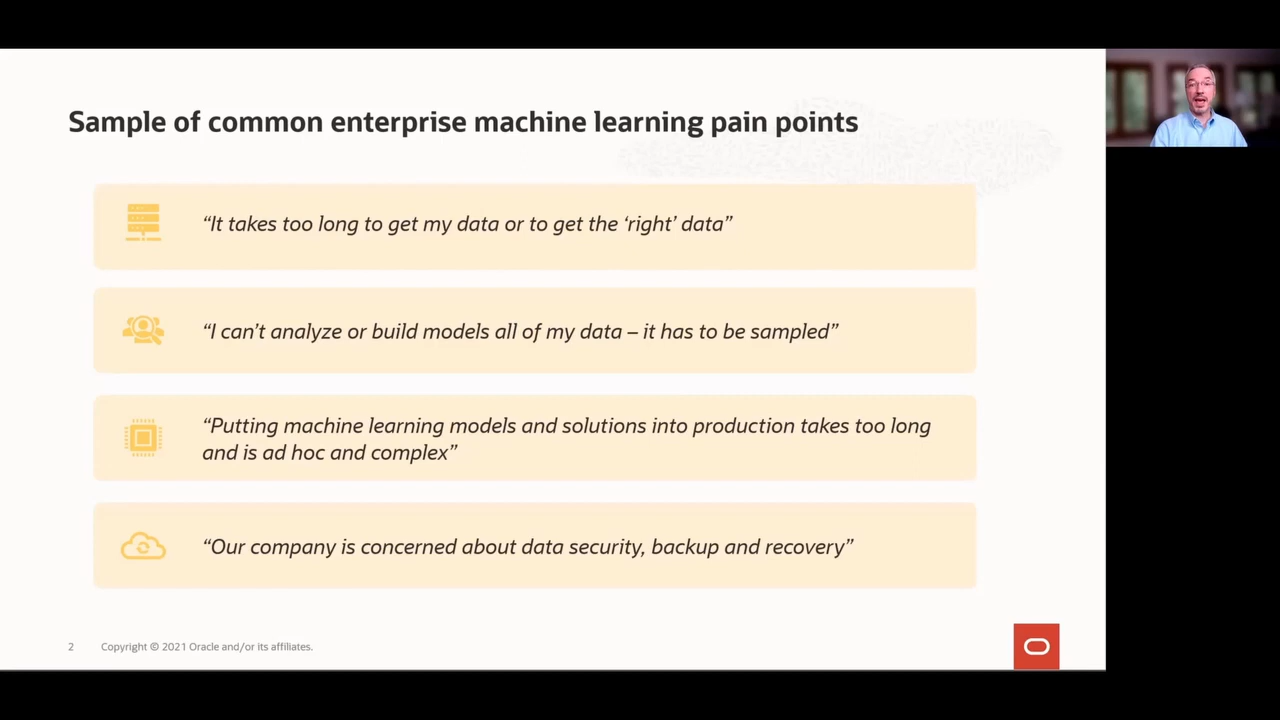 Sample of common enterprise machine learning pain points
“It takes too long to get my data or to get the ‘right’ data”
“I can’t analyze or build models all of my data – it has to be sampled”
“Putting machine learning models and solutions into production takes too long
and is ad hoc and complex”
“Our company is concerned about data security, backup and recovery”
2 Copyright © 2021 Oracle and/or its affiliates.